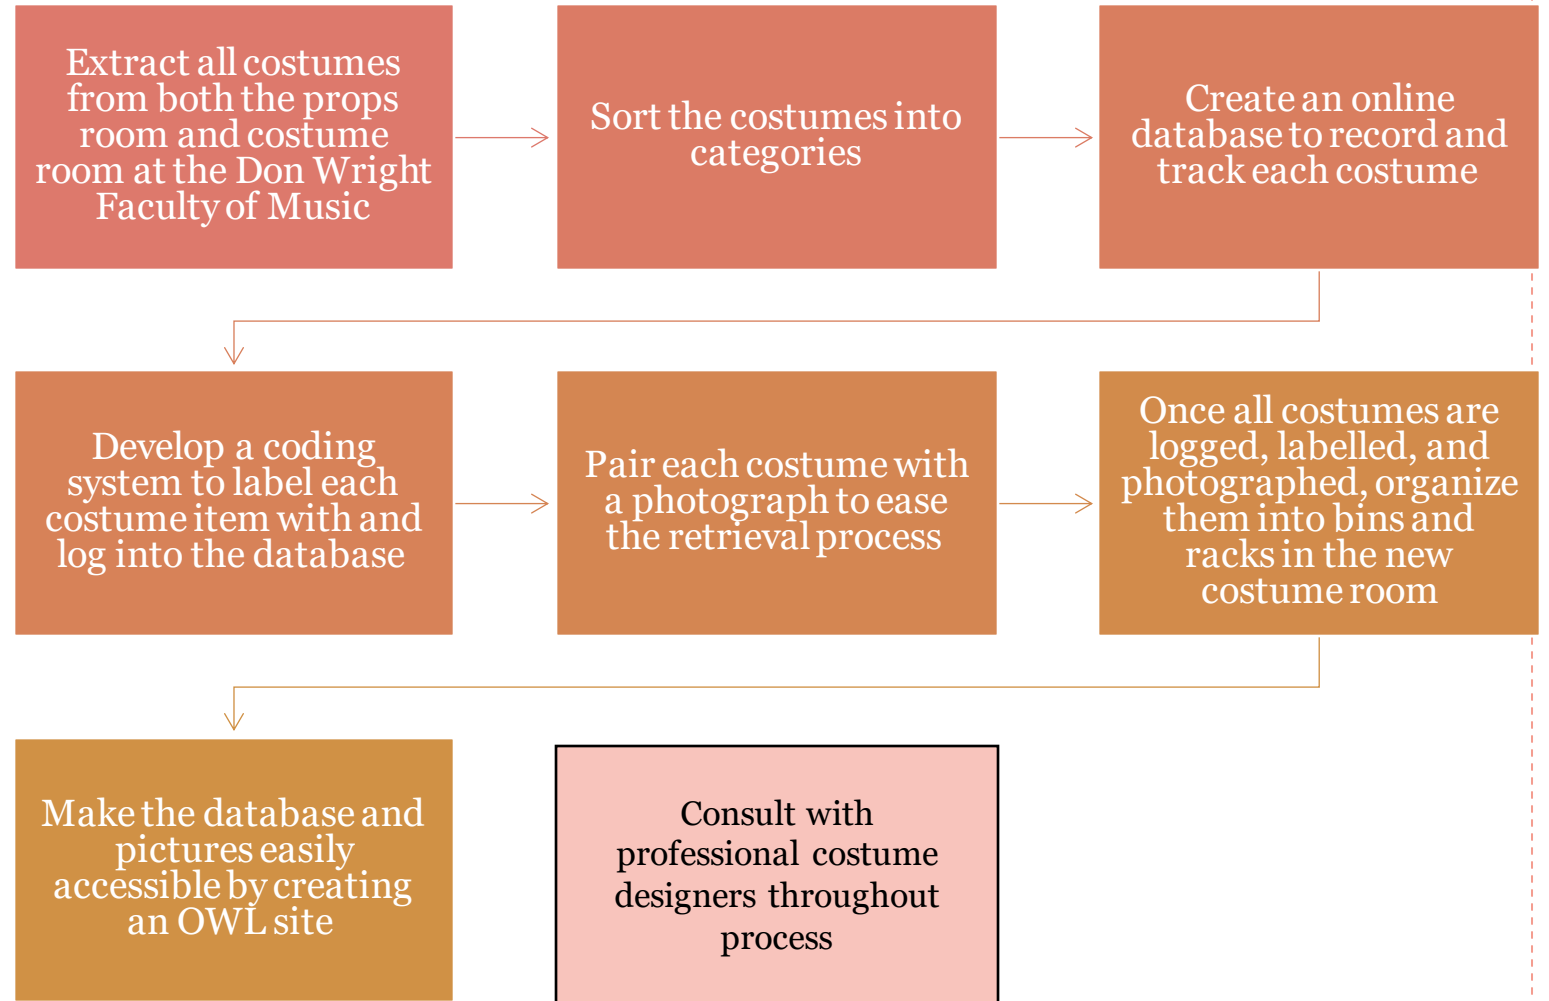 Extract all costumes
from both the props
room and costume
room at the Don Wright
Faculty of Music
Sort the costumes into
categories
Create an online
database to record and
track each costume
Develop a coding
system to label each
costume item with and
log into the database
Pair each costume with
a photograph to ease
the retrieval process
Once all costumes are
logged, labelled, and
photographed, organize
them into bins and
racks in the new
costume room
Make the database and
pictures easily
accessible by creating
an OWL site
Consult with
professional costume
designers throughout
process